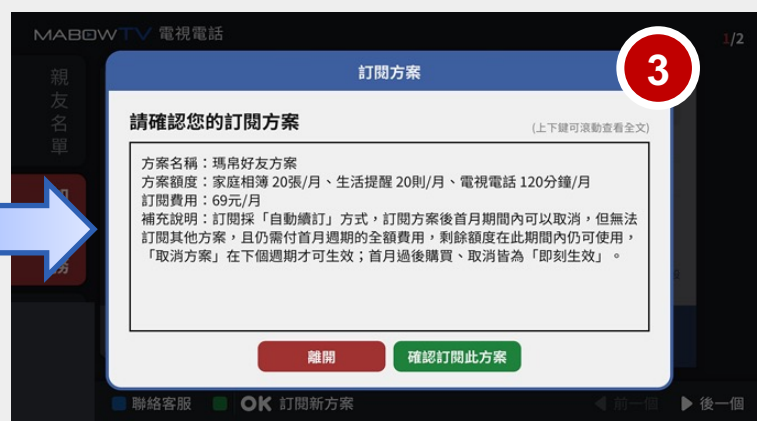 MABOWTV 電視電話
1/2
親
友
名
單
3
訂閱方案
請確認您的訂閱方案
(上下鍵可滾動查看全文)
方案名稱：瑪帛好友方案
方案額度：家庭相簿 20張/月、生活提醒 20則/月、電視電話 120分鐘/月
訂閱費用：69元/月
補充說明：訂閱採「自動續訂」方式，訂閱方案後首月期間內可以取消，但無法
訂閱其他方案，且仍需付首月週期的全額費用，剩餘額度在此期間內仍可使用，
「取消方案」在下個週期才可生效；首月過後購買、取消皆為「即刻生效」。
離開
確認訂閱此方案
聯絡客服
OK 訂閱新方案
前一個
後一個